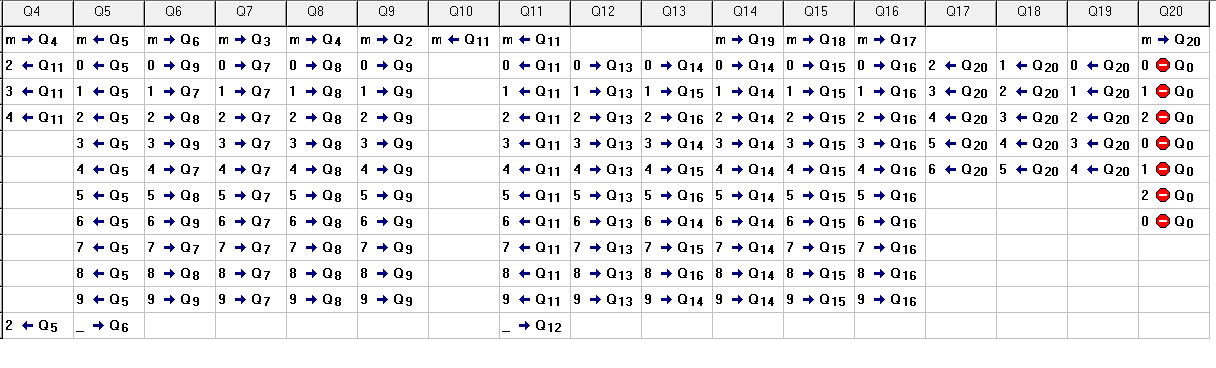 Q4 Q5 Q6 Q7 Q8 Q9 Q10 Q11 Q12 Q13 Q14 Q15 Q16 Q17 Q18 Q19 Q20
m → Q4 m ← Q5 m → Q6 m → Q3 m → Q4 m → Q2 m ← Q11 m ← Q11 m → Q19 m → Q18 m → Q17 m → Q20
2 ← Q11 0 ← Q5 0 → Q9 0 → Q7 0 → Q8 0 → Q9 0 ← Q11 0 → Q13 0 → Q14 0 → Q14 0 → Q15 0 → Q16 2 ← Q20 1 ← Q20 0 ← Q20 0 Q0
3 ← Q11 1 ← Q5 1 → Q7 1 → Q7 1 → Q8 1 → Q9 1 ← Q11 1 → Q13 1 → Q15 1 → Q14 1 → Q15 1 → Q16 3 ← Q20 2 ← Q20 1 ← Q20 1 Q0
4 ← Q11 2 ← Q5 2 → Q8 2 → Q7 2 → Q8 2 → Q9 2 ← Q11 2 → Q13 2 → Q16 2 → Q14 2 → Q15 2 → Q16 4 ← Q20 3 ← Q20 2 ← Q20 2 Q0
3 ← Q5 3 → Q9 3 → Q7 3 → Q8 3 → Q9 3 ← Q11 3 → Q13 3 → Q14 3 → Q14 3 → Q15 3 → Q16 5 ← Q20 4 ← Q20 3 ← Q20 0 Q0
4 ← Q5 4 → Q7 4 → Q7 4 → Q8 4 → Q9 4 ← Q11 4 → Q13 4 → Q15 4 → Q14 4 → Q15 4 → Q16 6 ← Q20 5 ← Q20 4 ← Q20 1 Q0
5 ← Q5 5 → Q8 5 → Q7 5 → Q8 5 → Q9 5 ← Q11 5 → Q13 5 → Q16 5 → Q14 5 → Q15 5 → Q16 2 Q0
6 ← Q5 6 → Q9 6 → Q7 6 → Q8 6 → Q9 6 ← Q11 6 → Q13 6 → Q14 6 → Q14 6 → Q15 6 → Q16 0 Q0
7 ← Q5 7 → Q7 7 → Q7 7 → Q8 7 → Q9 7 ← Q11 7 → Q13 7 → Q15 7 → Q14 7 → Q15 7 → Q16
8 ← Q5 8 → Q8 8 → Q7 8 → Q8 8 → Q9 8 ← Q11 8 → Q13 8 → Q16 8 → Q14 8 → Q15 8 → Q16
9 ← Q5 9 → Q9 9 → Q7 9 → Q8 9 → Q9 9 ← Q11 9 → Q13 9 → Q14 9 → Q14 9 → Q15 9 → Q16
2 ← Q5 _ → Q6 _ → Q12